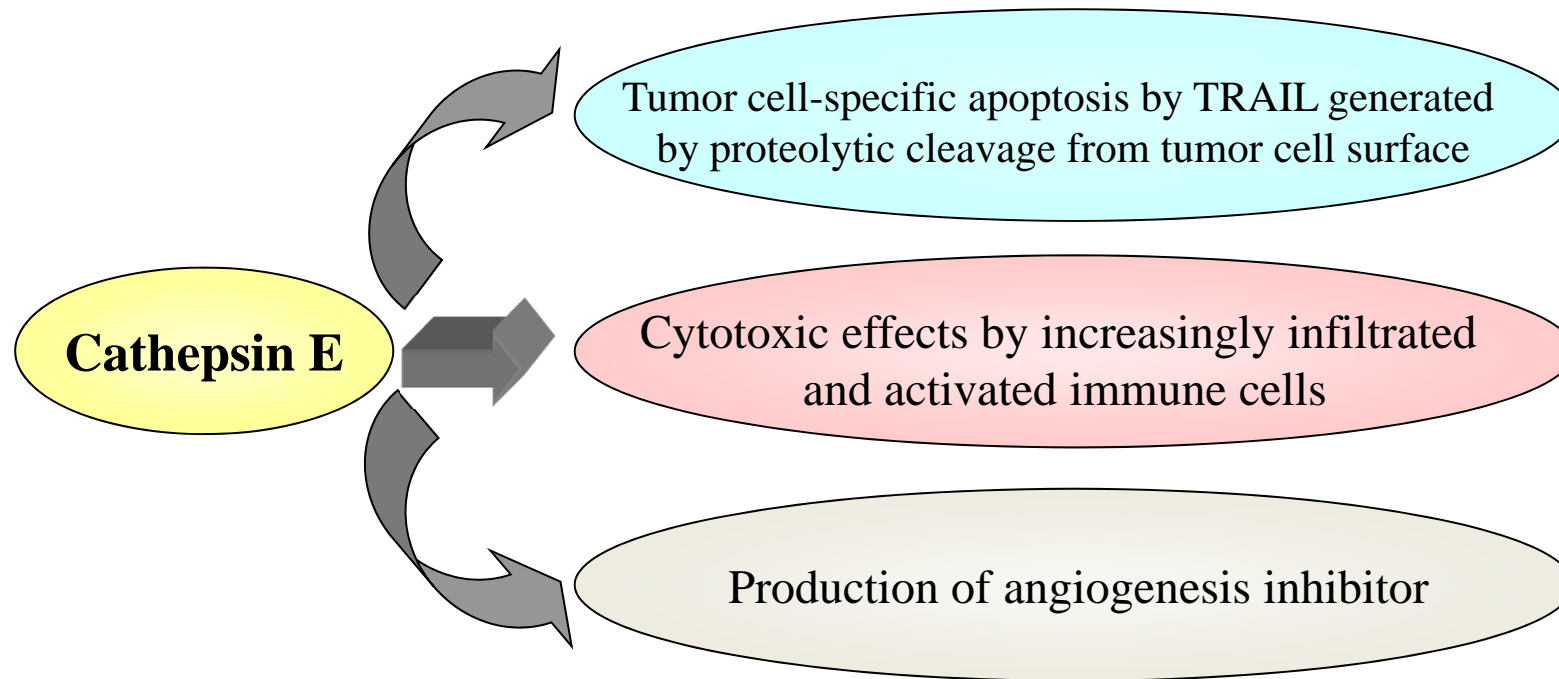 Tumor cell-specific apoptosis by TRAIL generated
by proteolytic cleavage from tumor cell surface
Cathepsin E
Cytotoxic effects by increasingly infiltrated
and activated immune cells
Production of angiogenesis inhibitor